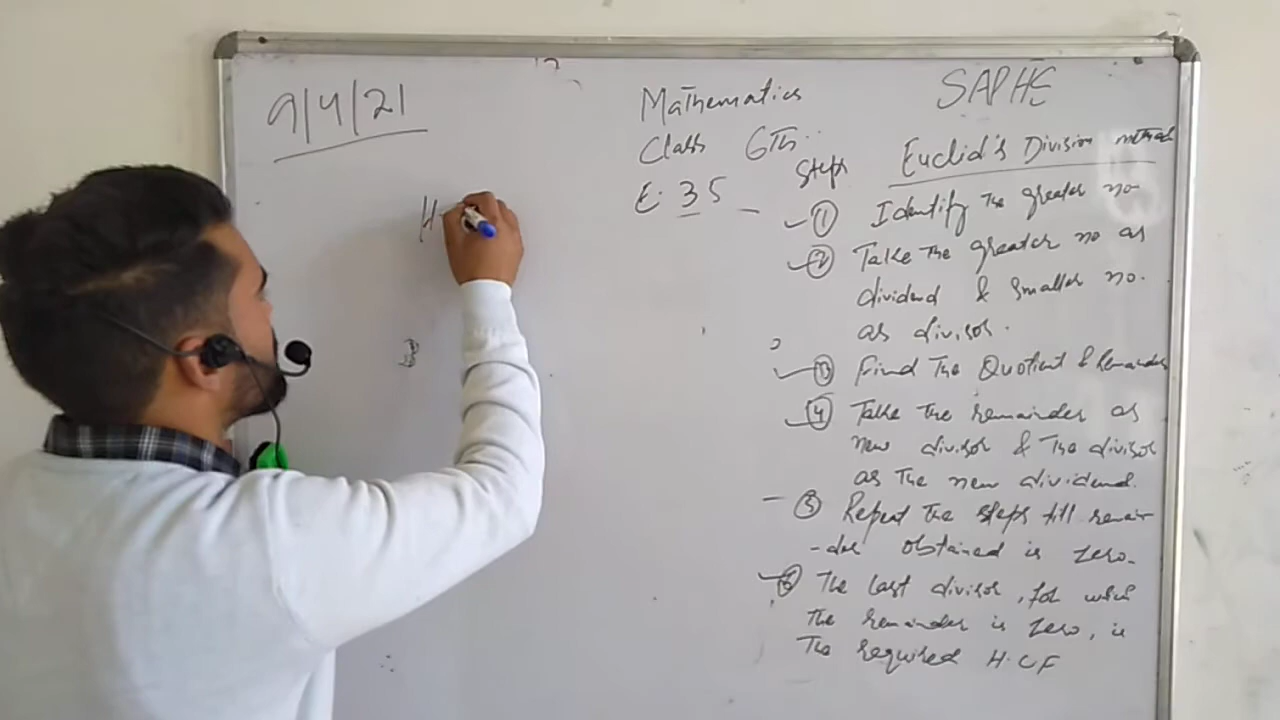 9/4/21
Mathematics
Class 6Th
E: 3.5
SAPHE
Euclid's Division method
Steps
① Identify The greater no
② Take the greater no as
dividend & smaller no.
as divisor.
③ Find The Quotient & Remainder
④ Take the remainder as
new divisor & The divisor
as The new dividend.
⑤ Repeat The steps till remain
-der obtained is zero.
⑥ The last divisor, for which
The remainder is zero, is
The required H.C.F
H